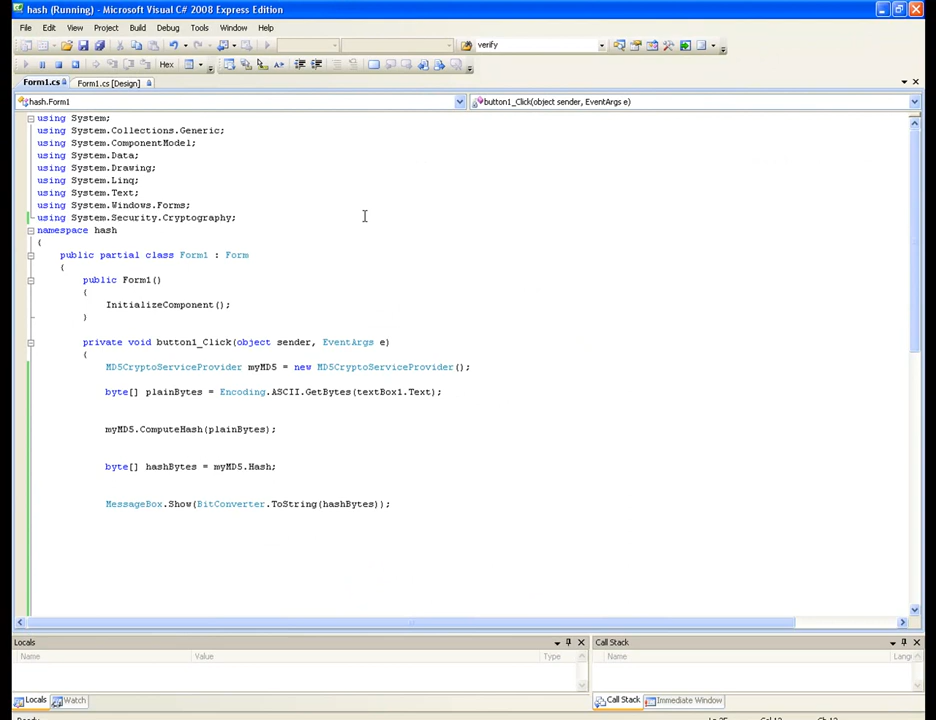 hash (Running) - Microsoft Visual C# 2008 Express Edition
File Edit View Project Build Debug Tools Window Help
verify
Hex
Form1.cs Form1.cs [Design]
hash.Form1 button1_Click(object sender, EventArgs e)
using System;
using System.Collections.Generic;
using System.ComponentModel;
using System.Data;
using System.Drawing;
using System.Linq;
using System.Text;
using System.Windows.Forms;
using System.Security.Cryptography;
namespace hash
{
public partial class Form1 : Form
{
public Form1()
{
InitializeComponent();
}
private void button1_Click(object sender, EventArgs e)
{
MD5CryptoServiceProvider myMD5 = new MD5CryptoServiceProvider();
byte[] plainBytes = Encoding.ASCII.GetBytes(textBox1.Text);
myMD5.ComputeHash(plainBytes);
byte[] hashBytes = myMD5.Hash;
MessageBox.Show(BitConverter.ToString(hashBytes));
Locals Call Stack
Name Value Type Name
Locals Watch Call Stack Immediate Window